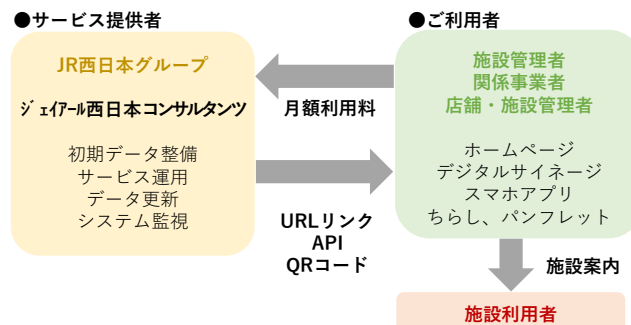 ●サービス提供者
JR西日本グループ
ｼﾞｪｲｱｰﾙ西日本コンサルタンツ
初期データ整備
サービス運用
データ更新
システム監視
月額利用料
URLリンク
API
QRコード
●ご利用者
施設管理者
関係事業者
店舗・施設管理者
ホームページ
デジタルサイネージ
スマホアプリ
ちらし、パンフレット
施設案内
施設利用者